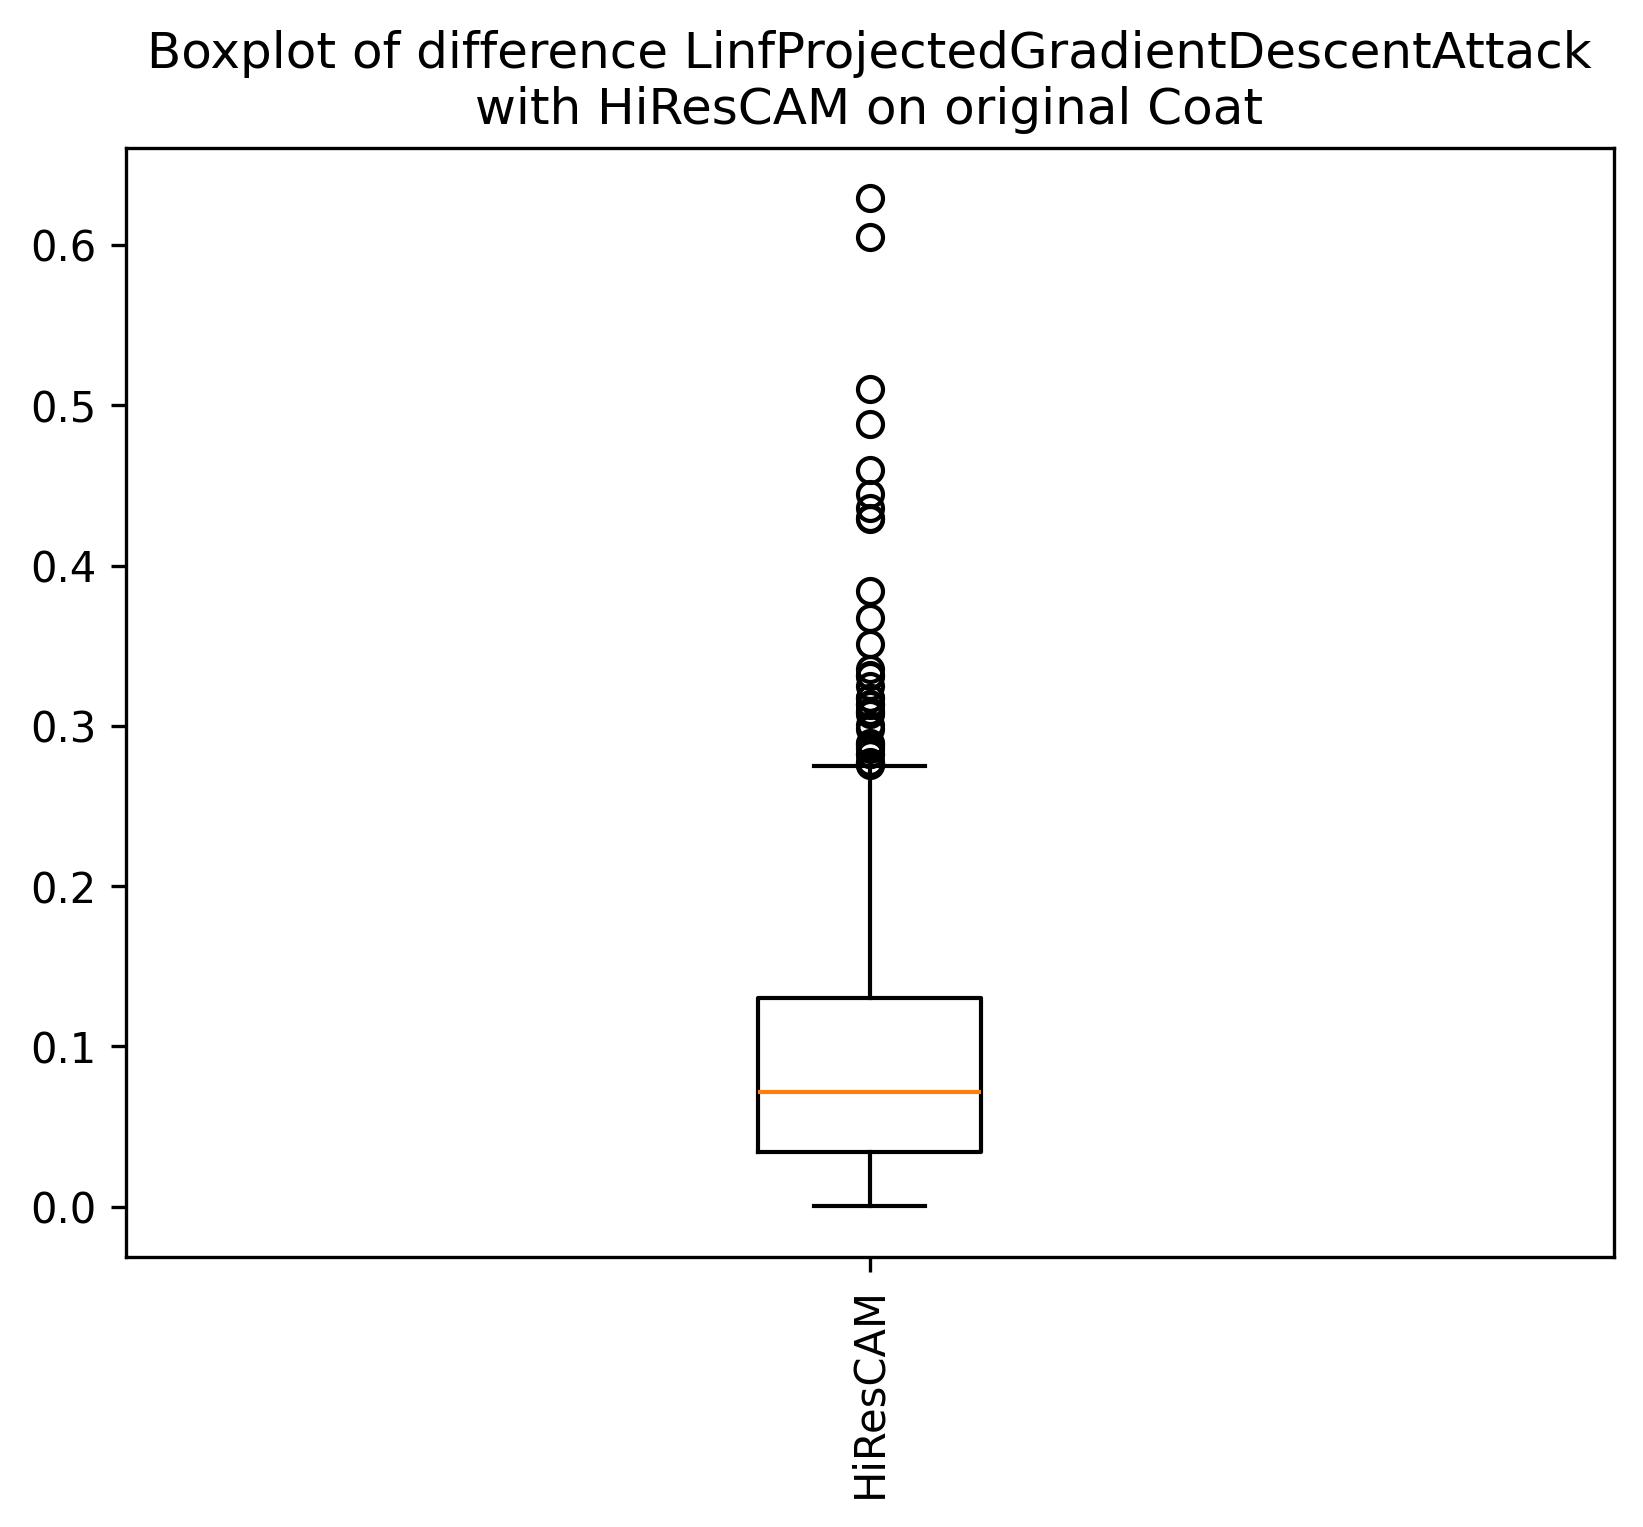 Boxplot of difference LinfProjectedGradientDescentAttack
with HiResCAM on original Coat
0.6
0.5
0.4
0.3
0.2
0.1
0.0
HiResCAM